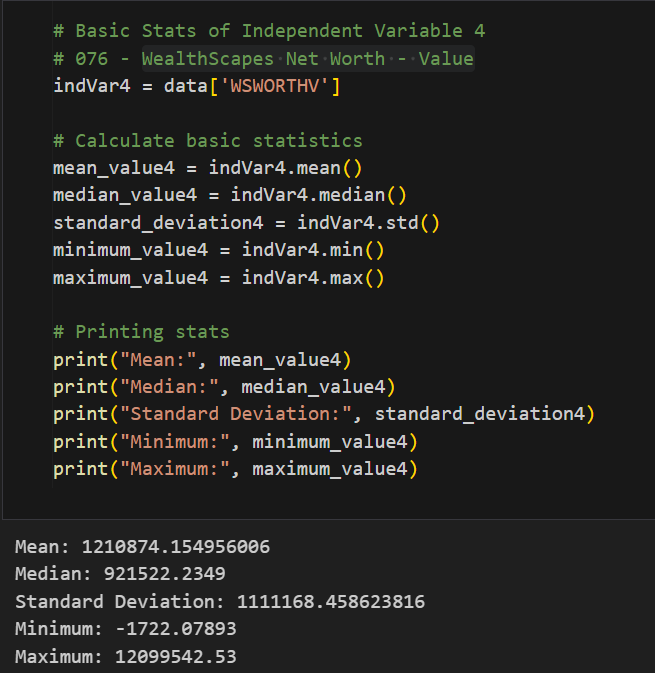 # Basic Stats of Independent Variable 4
# 076 - WealthScapes Net Worth - Value
indVar4 = data['WSWORTHV']
# Calculate basic statistics
mean_value4 = indVar4.mean()
median_value4 = indVar4.median()
standard_deviation4 = indVar4.std()
minimum_value4 = indVar4.min()
maximum_value4 = indVar4.max()
# Printing stats
print("Mean:", mean_value4)
print("Median:", median_value4)
print("Standard Deviation:", standard_deviation4)
print("Minimum:", minimum_value4)
print("Maximum:", maximum_value4)
Mean: 1210874.154956006
Median: 921522.2349
Standard Deviation: 1111168.458623816
Minimum: -1722.07893
Maximum: 12099542.53